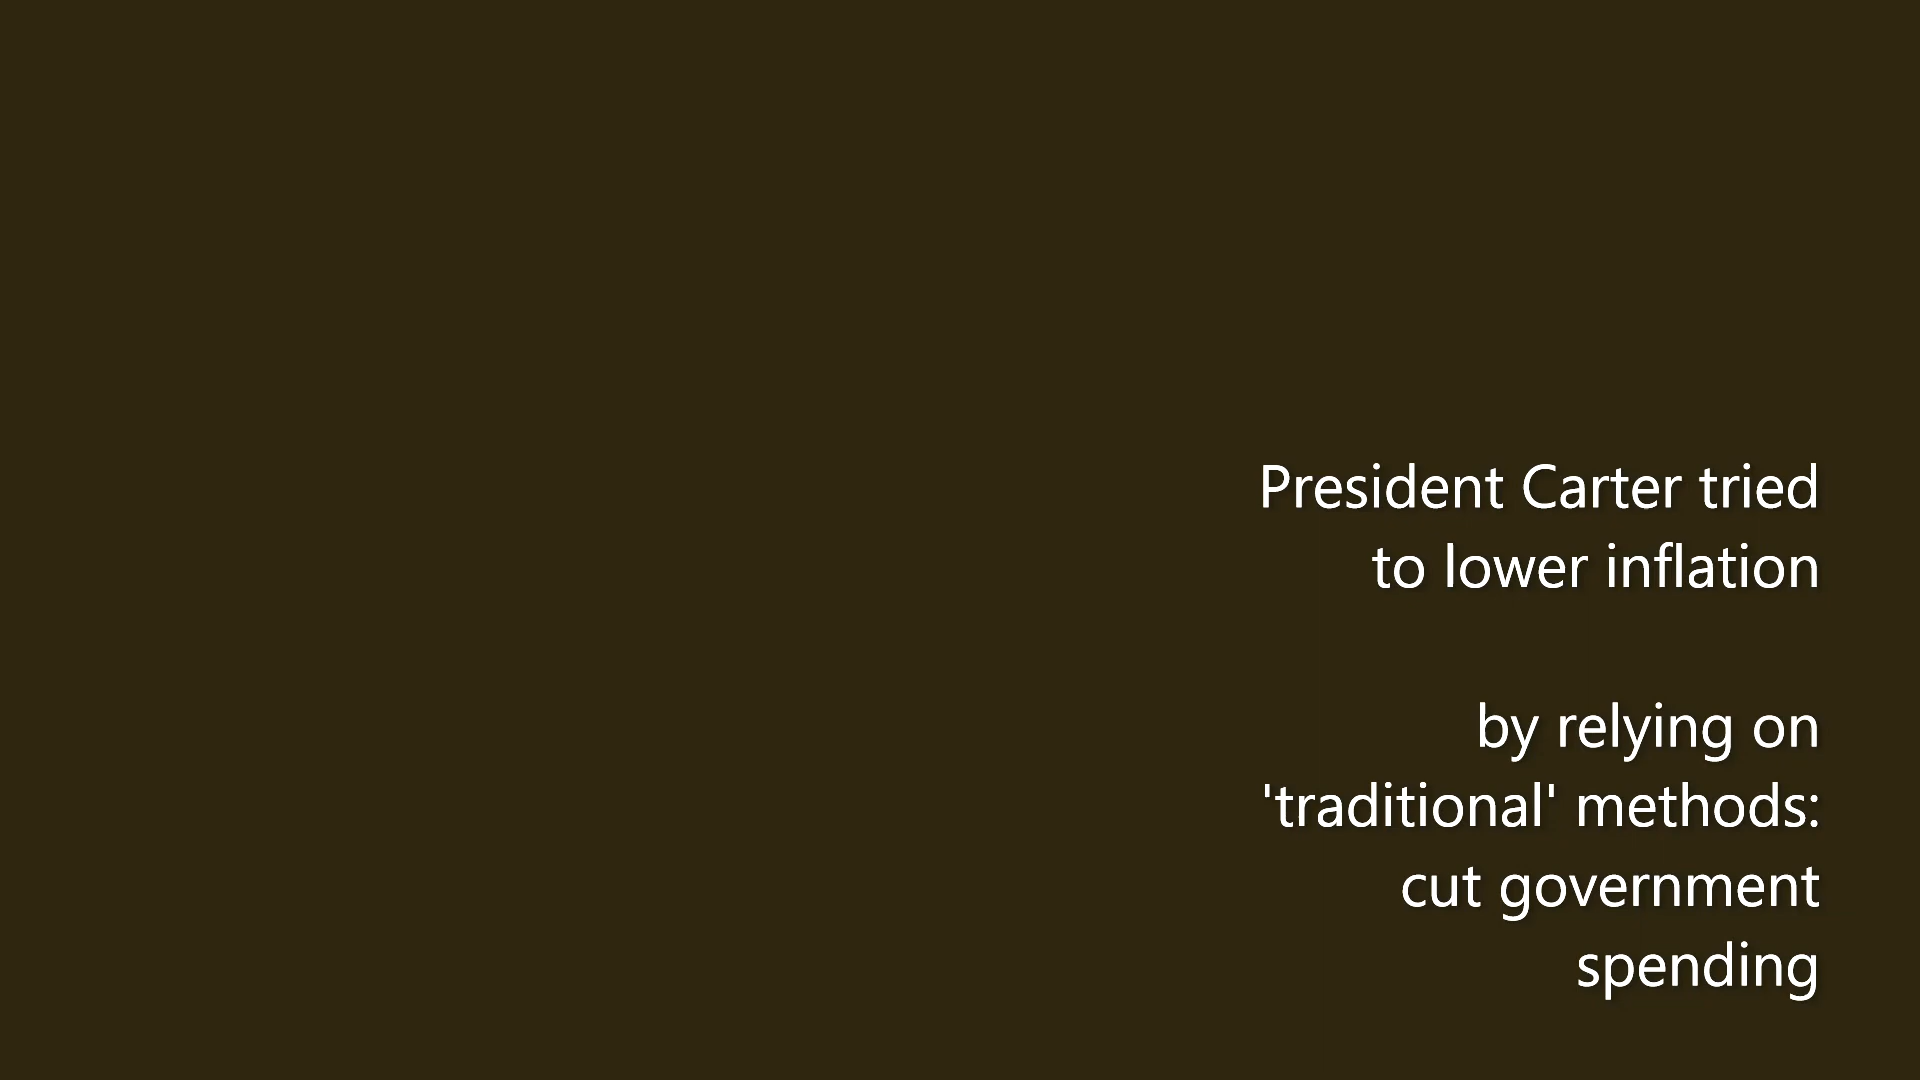 President Carter tried
to lower inflation
by relying on
'traditional' methods:
cut government
spending